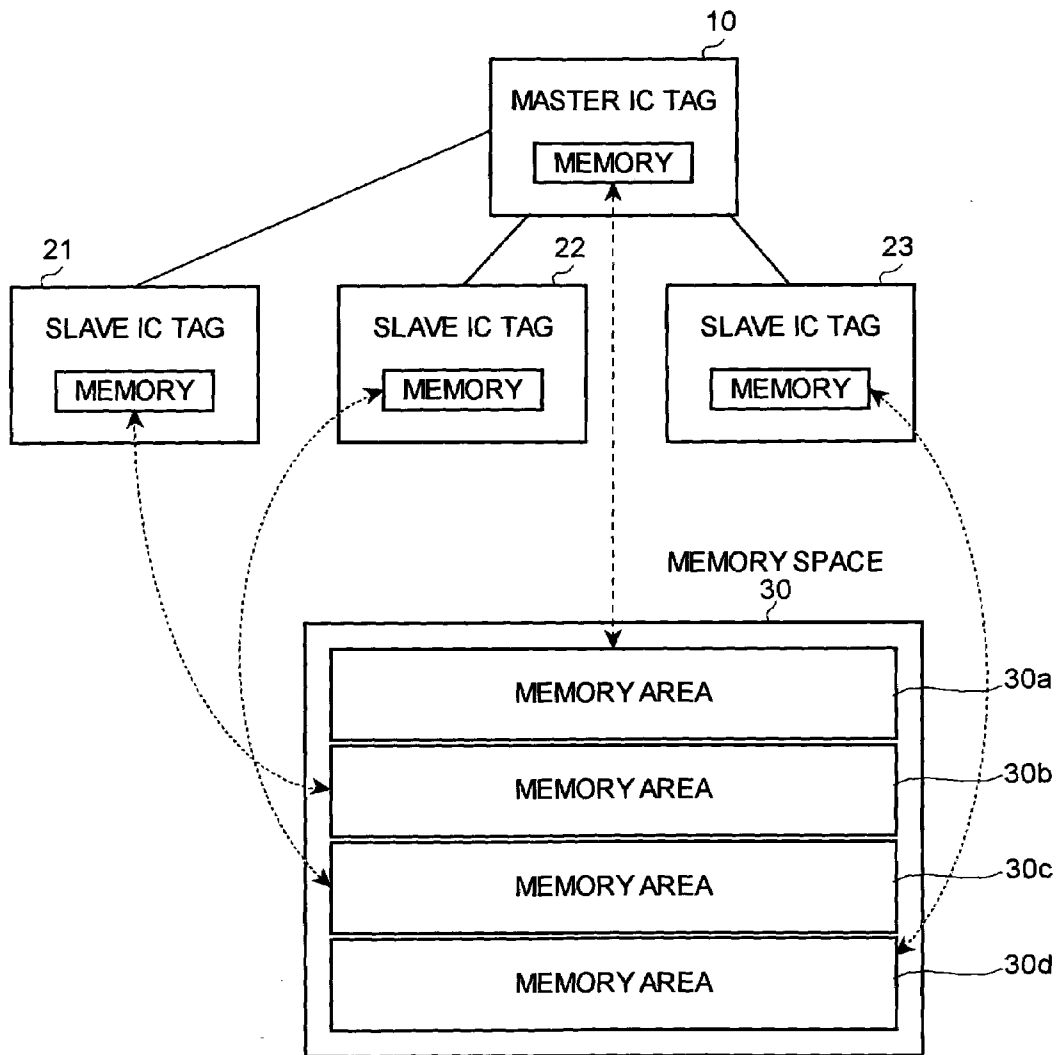 10
MASTER IC TAG
MEMORY
21
22
23
SLAVE IC TAG
SLAVE IC TAG
SLAVE IC TAG
MEMORY
MEMORY
MEMORY
MEMORY SPACE
30
MEMORY AREA
30a
MEMORY AREA
30b
MEMORY AREA
30c
MEMORY AREA
30d